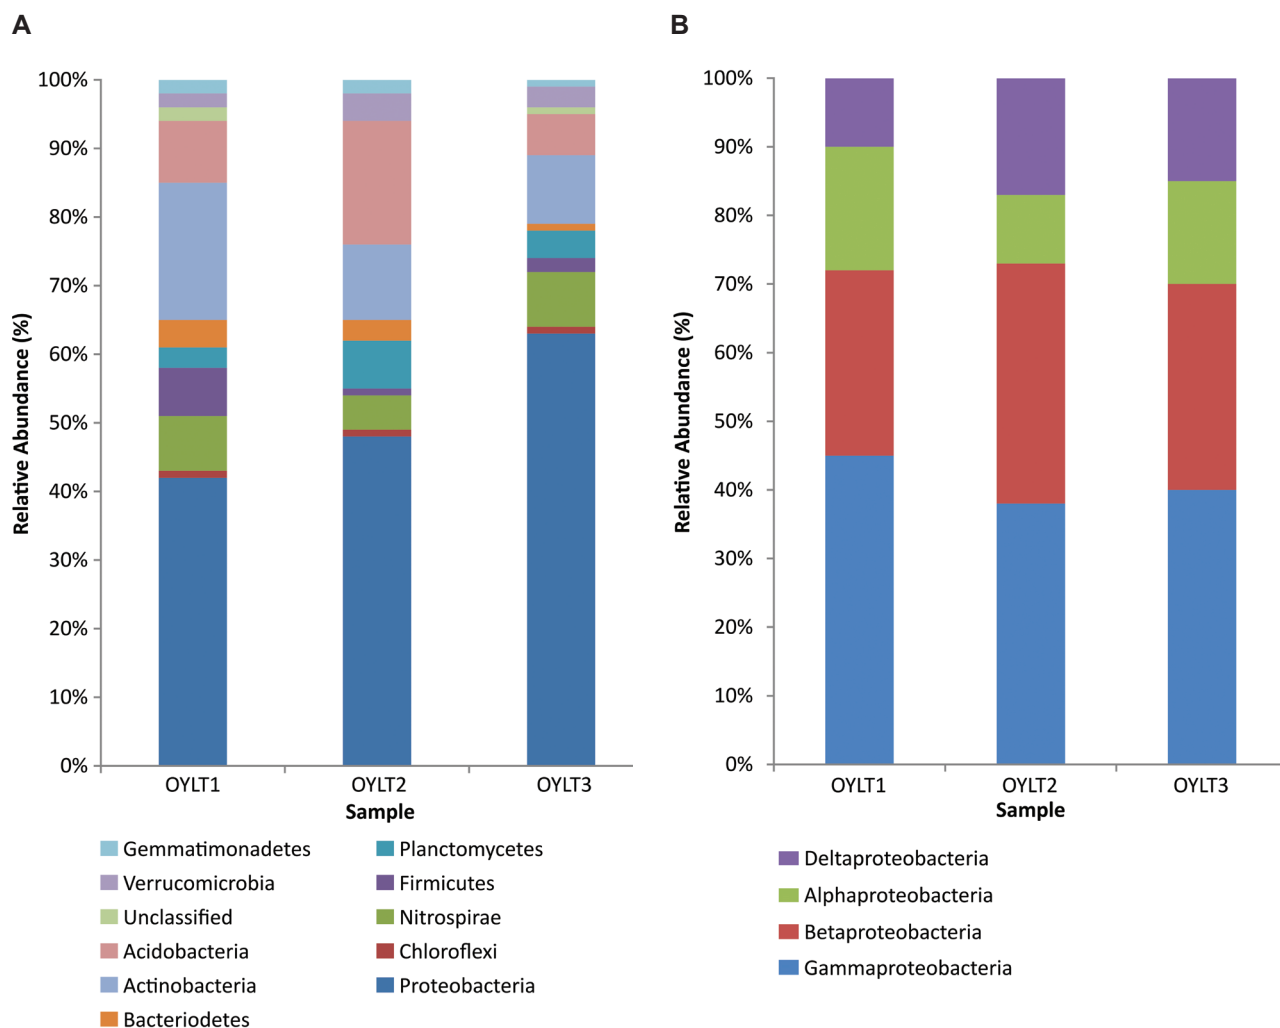 A
100%
90%
80%
70%
60%
50%
40%
30%
20%
10%
0%
Relative Abundance (%)
OYLT1 OYLT2 OYLT3
Sample
Gemmatimonadetes
Verrucomicrobia
Unclassified
Acidobacteria
Actinobacteria
Bacteriodetes
Planctomycetes
Firmicutes
Nitrospirae
Chloroflexi
Proteobacteria
B
100%
90%
80%
70%
60%
50%
40%
30%
20%
10%
0%
Relative Abundance (%)
OYLT1 OYLT2 OYLT3
Sample
Deltaproteobacteria
Alphaproteobacteria
Betaproteobacteria
Gammaproteobacteria